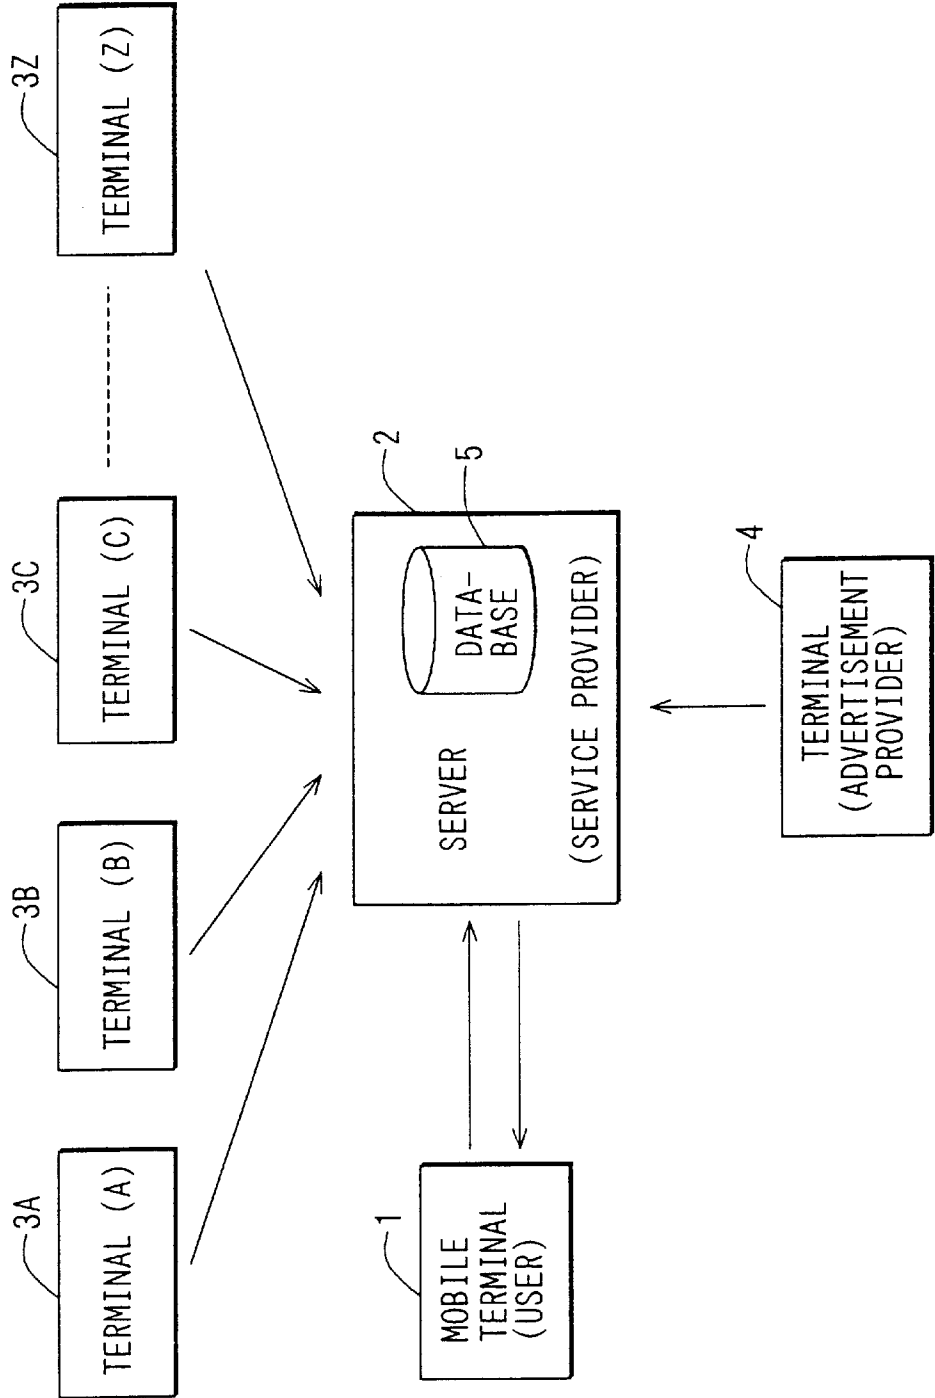 3A
TERMINAL (A)
3B
TERMINAL (B)
3C
TERMINAL (C)
3Z
TERMINAL (Z)
1
MOBILE
TERMINAL
(USER)
2
SERVER
5
DATA-
BASE
(SERVICE PROVIDER)
4
TERMINAL
(ADVERTISEMENT
PROVIDER)